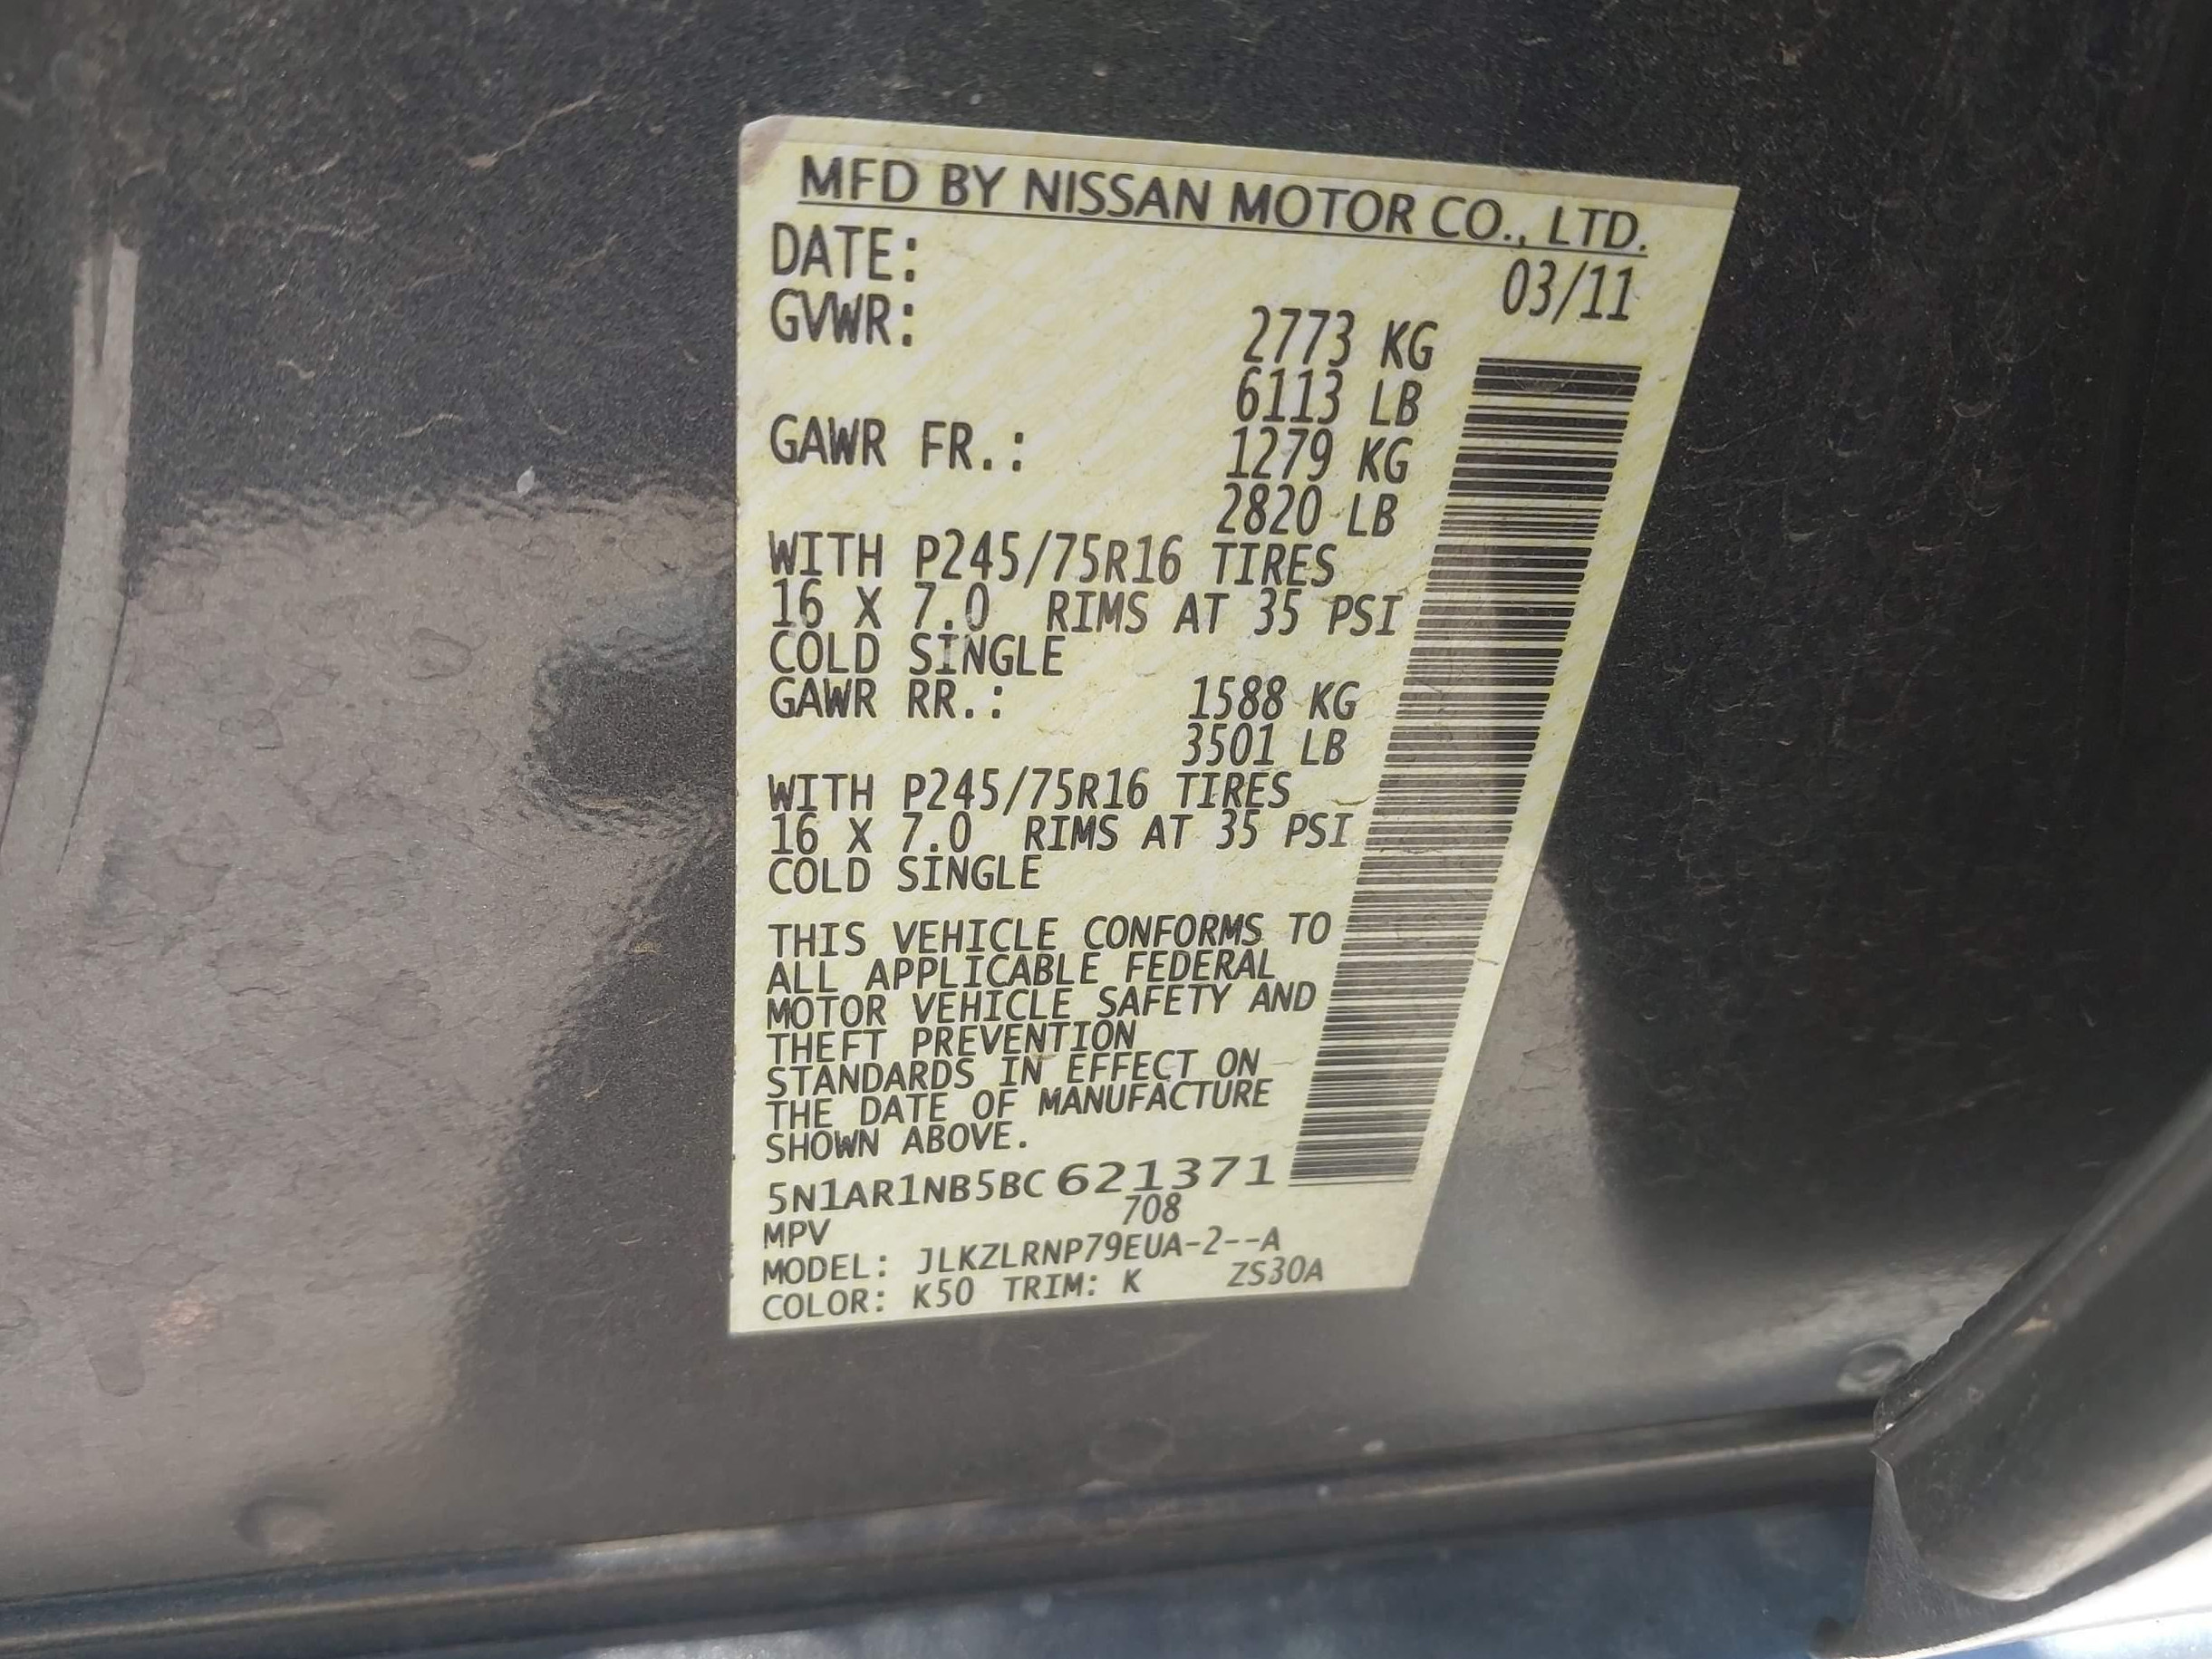 MFD BY NISSAN MOTOR CO., LTD.
DATE: 03/11
GVWR: 2773 KG
6113 LB
GAWR FR.: 1279 KG
2820 LB
WITH P245/75R16 TIRES
16 X 7.0 RIMS AT 35 PSI
COLD SINGLE
GAWR RR.: 1588 KG
3501 LB
WITH P245/75R16 TIRES
16 X 7.0 RIMS AT 35 PSI
COLD SINGLE
THIS VEHICLE CONFORMS TO
ALL APPLICABLE FEDERAL
MOTOR VEHICLE SAFETY AND
THEFT PREVENTION
STANDARDS IN EFFECT ON
THE DATE OF MANUFACTURE
SHOWN ABOVE.
5N1AR1NB5BC621371
MPV 708
MODEL: JLKZLRNP79EUA-2--A
COLOR: K50 TRIM: K ZS30A